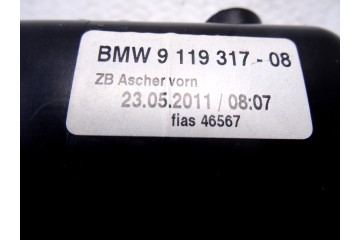 BMW 9 119 317 - 08
ZB Ascher vorn
23.05.2011 / 08:07
fias 46567